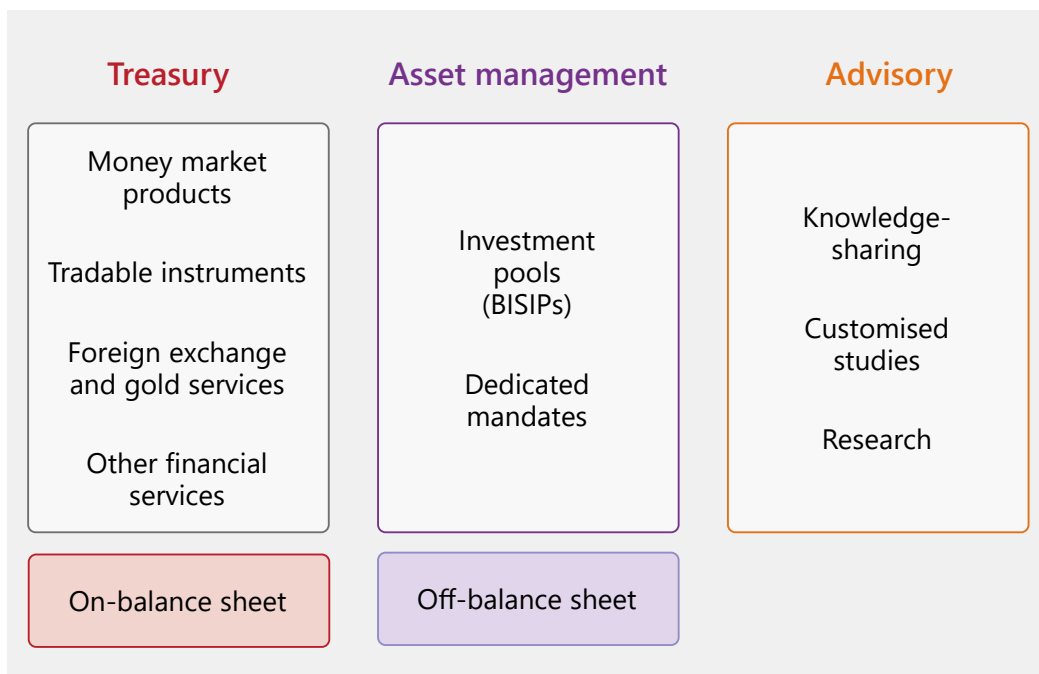 Treasury
Asset management
Advisory
Money market
products
Tradable instruments
Foreign exchange
and gold services
Other financial
services
Investment
pools
(BISIPs)
Dedicated
mandates
Knowledge-
sharing
Customised
studies
Research
On-balance sheet
Off-balance sheet